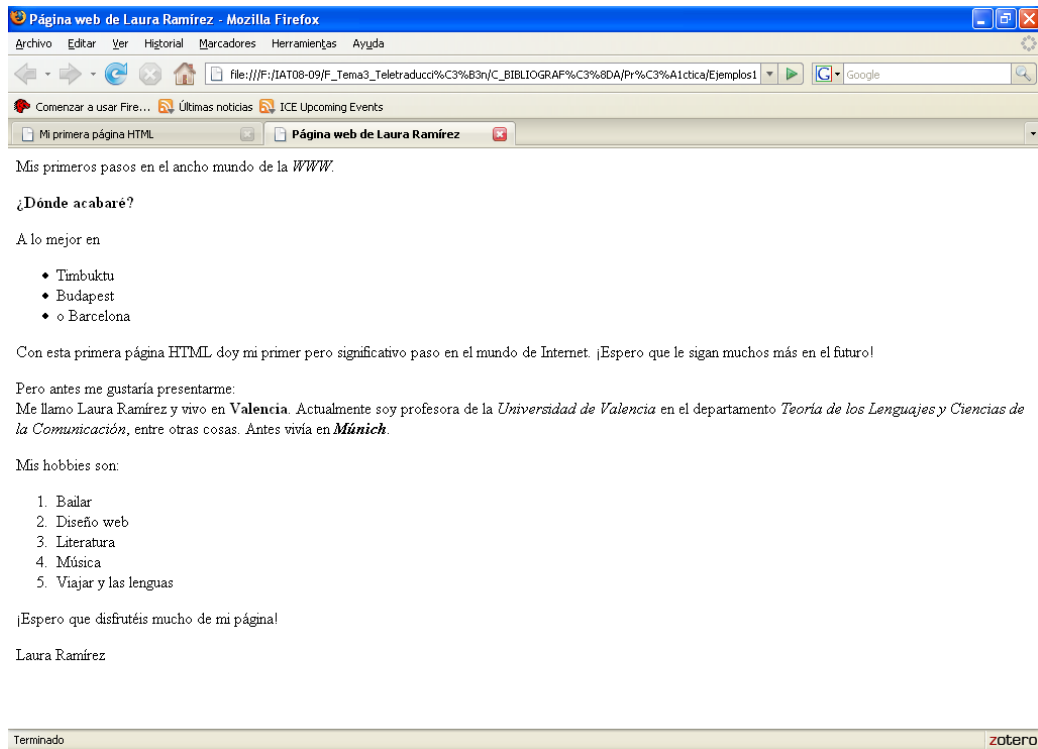 Página web de Laura Ramírez - Mozilla Firefox
Archivo Editar Ver Historial Marcadores Herramientas Ayuda
file:///F:/IAT08-09/F_Tema3_Teletraducci%C3%B3n/C_BIBLIOGRAF%C3%8DA/Pr%C3%A1ctica/Ejemplos1 G Google
Comenzar a usar Fire... Últimas noticias ICE Upcoming Events
Mi primera página HTML Página web de Laura Ramírez
Mis primeros pasos en el ancho mundo de la WWW.
¿Dónde acabaré?
A lo mejor en
• Timbuktu
• Budapest
• o Barcelona
Con esta primera página HTML doy mi primer pero significativo paso en el mundo de Internet. ¡Espero que le sigan muchos más en el futuro!
Pero antes me gustaría presentarme:
Me llamo Laura Ramírez y vivo en Valencia. Actualmente soy profesora de la Universidad de Valencia en el departamento Teoría de los Lenguajes y Ciencias de
la Comunicación, entre otras cosas. Antes vivía en Múnich.
Mis hobbies son:
1. Bailar
2. Diseño web
3. Literatura
4. Música
5. Viajar y las lenguas
¡Espero que disfrutéis mucho de mi página!
Laura Ramírez
Terminado zotero